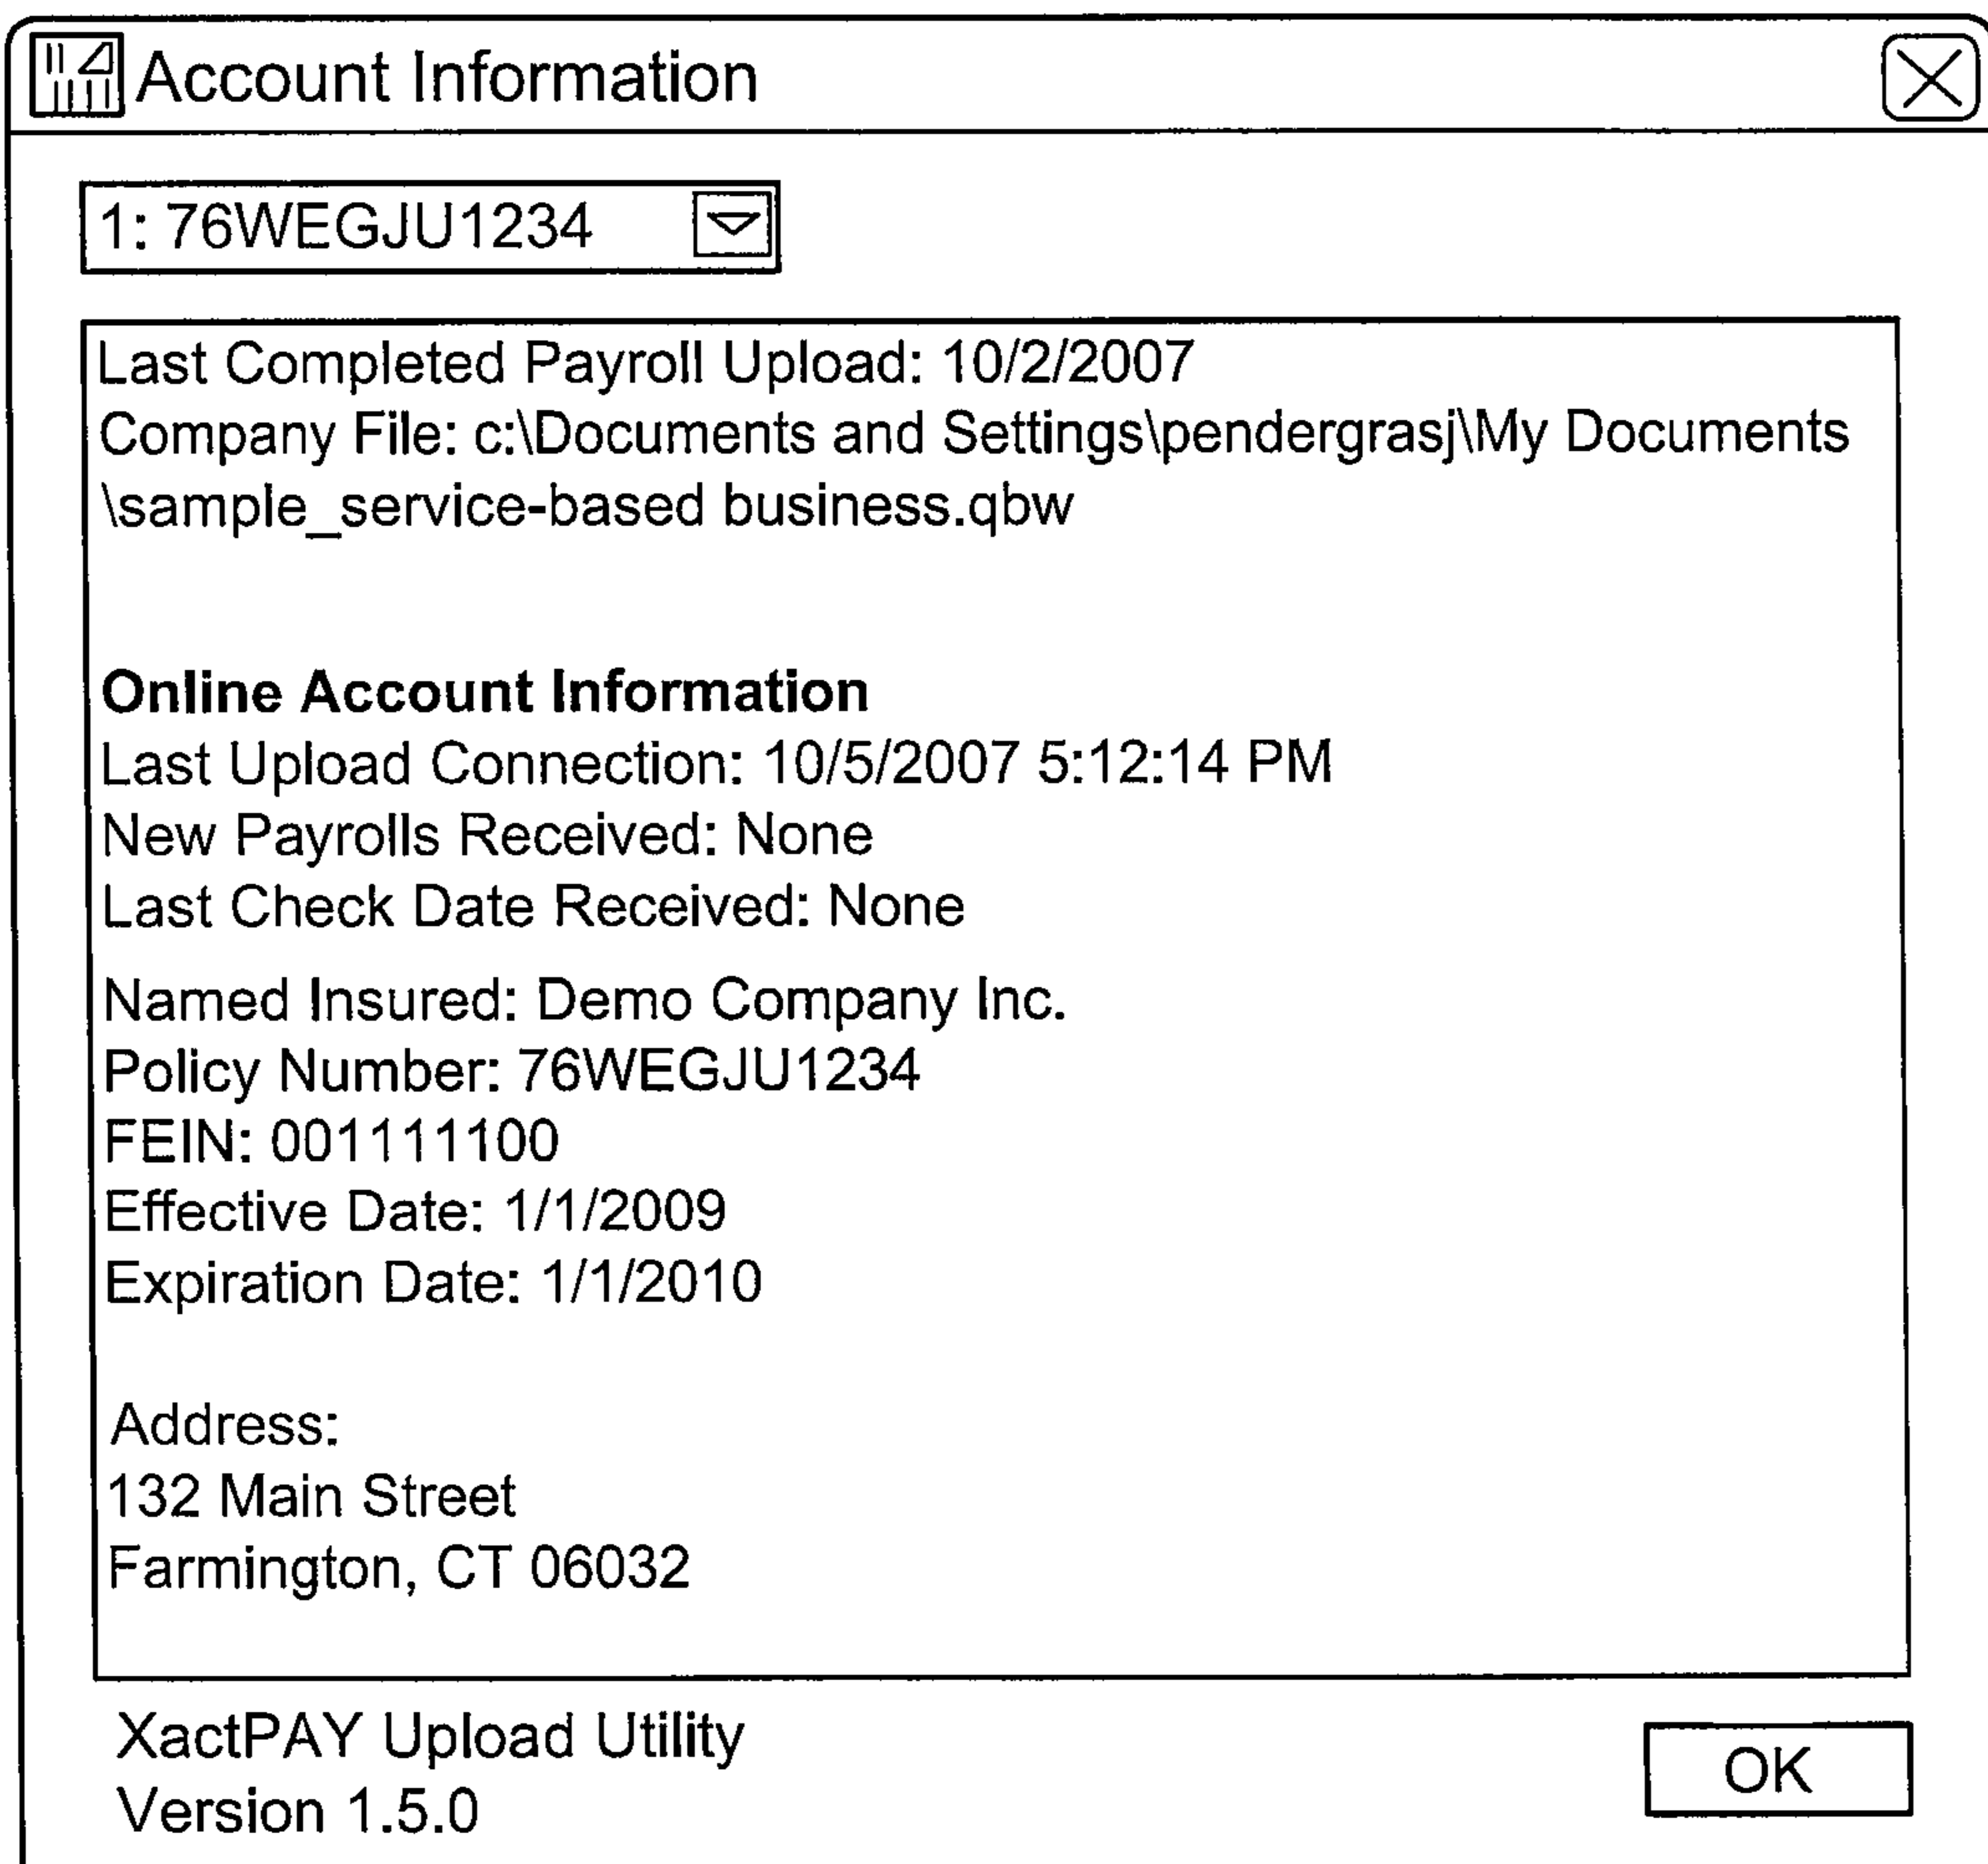 Account Information
1: 76WEGJU1234
Last Completed Payroll Upload: 10/2/2007
Company File: c:\Documents and Settings\pendergrasj\My Documents
\sample_service-based business.qbw
Online Account Information
Last Upload Connection: 10/5/2007 5:12:14 PM
New Payrolls Received: None
Last Check Date Received: None
Named Insured: Demo Company Inc.
Policy Number: 76WEGJU1234
FEIN: 001111100
Effective Date: 1/1/2009
Expiration Date: 1/1/2010
Address:
132 Main Street
Farmington, CT 06032
XactPAY Upload Utility
Version 1.5.0
OK